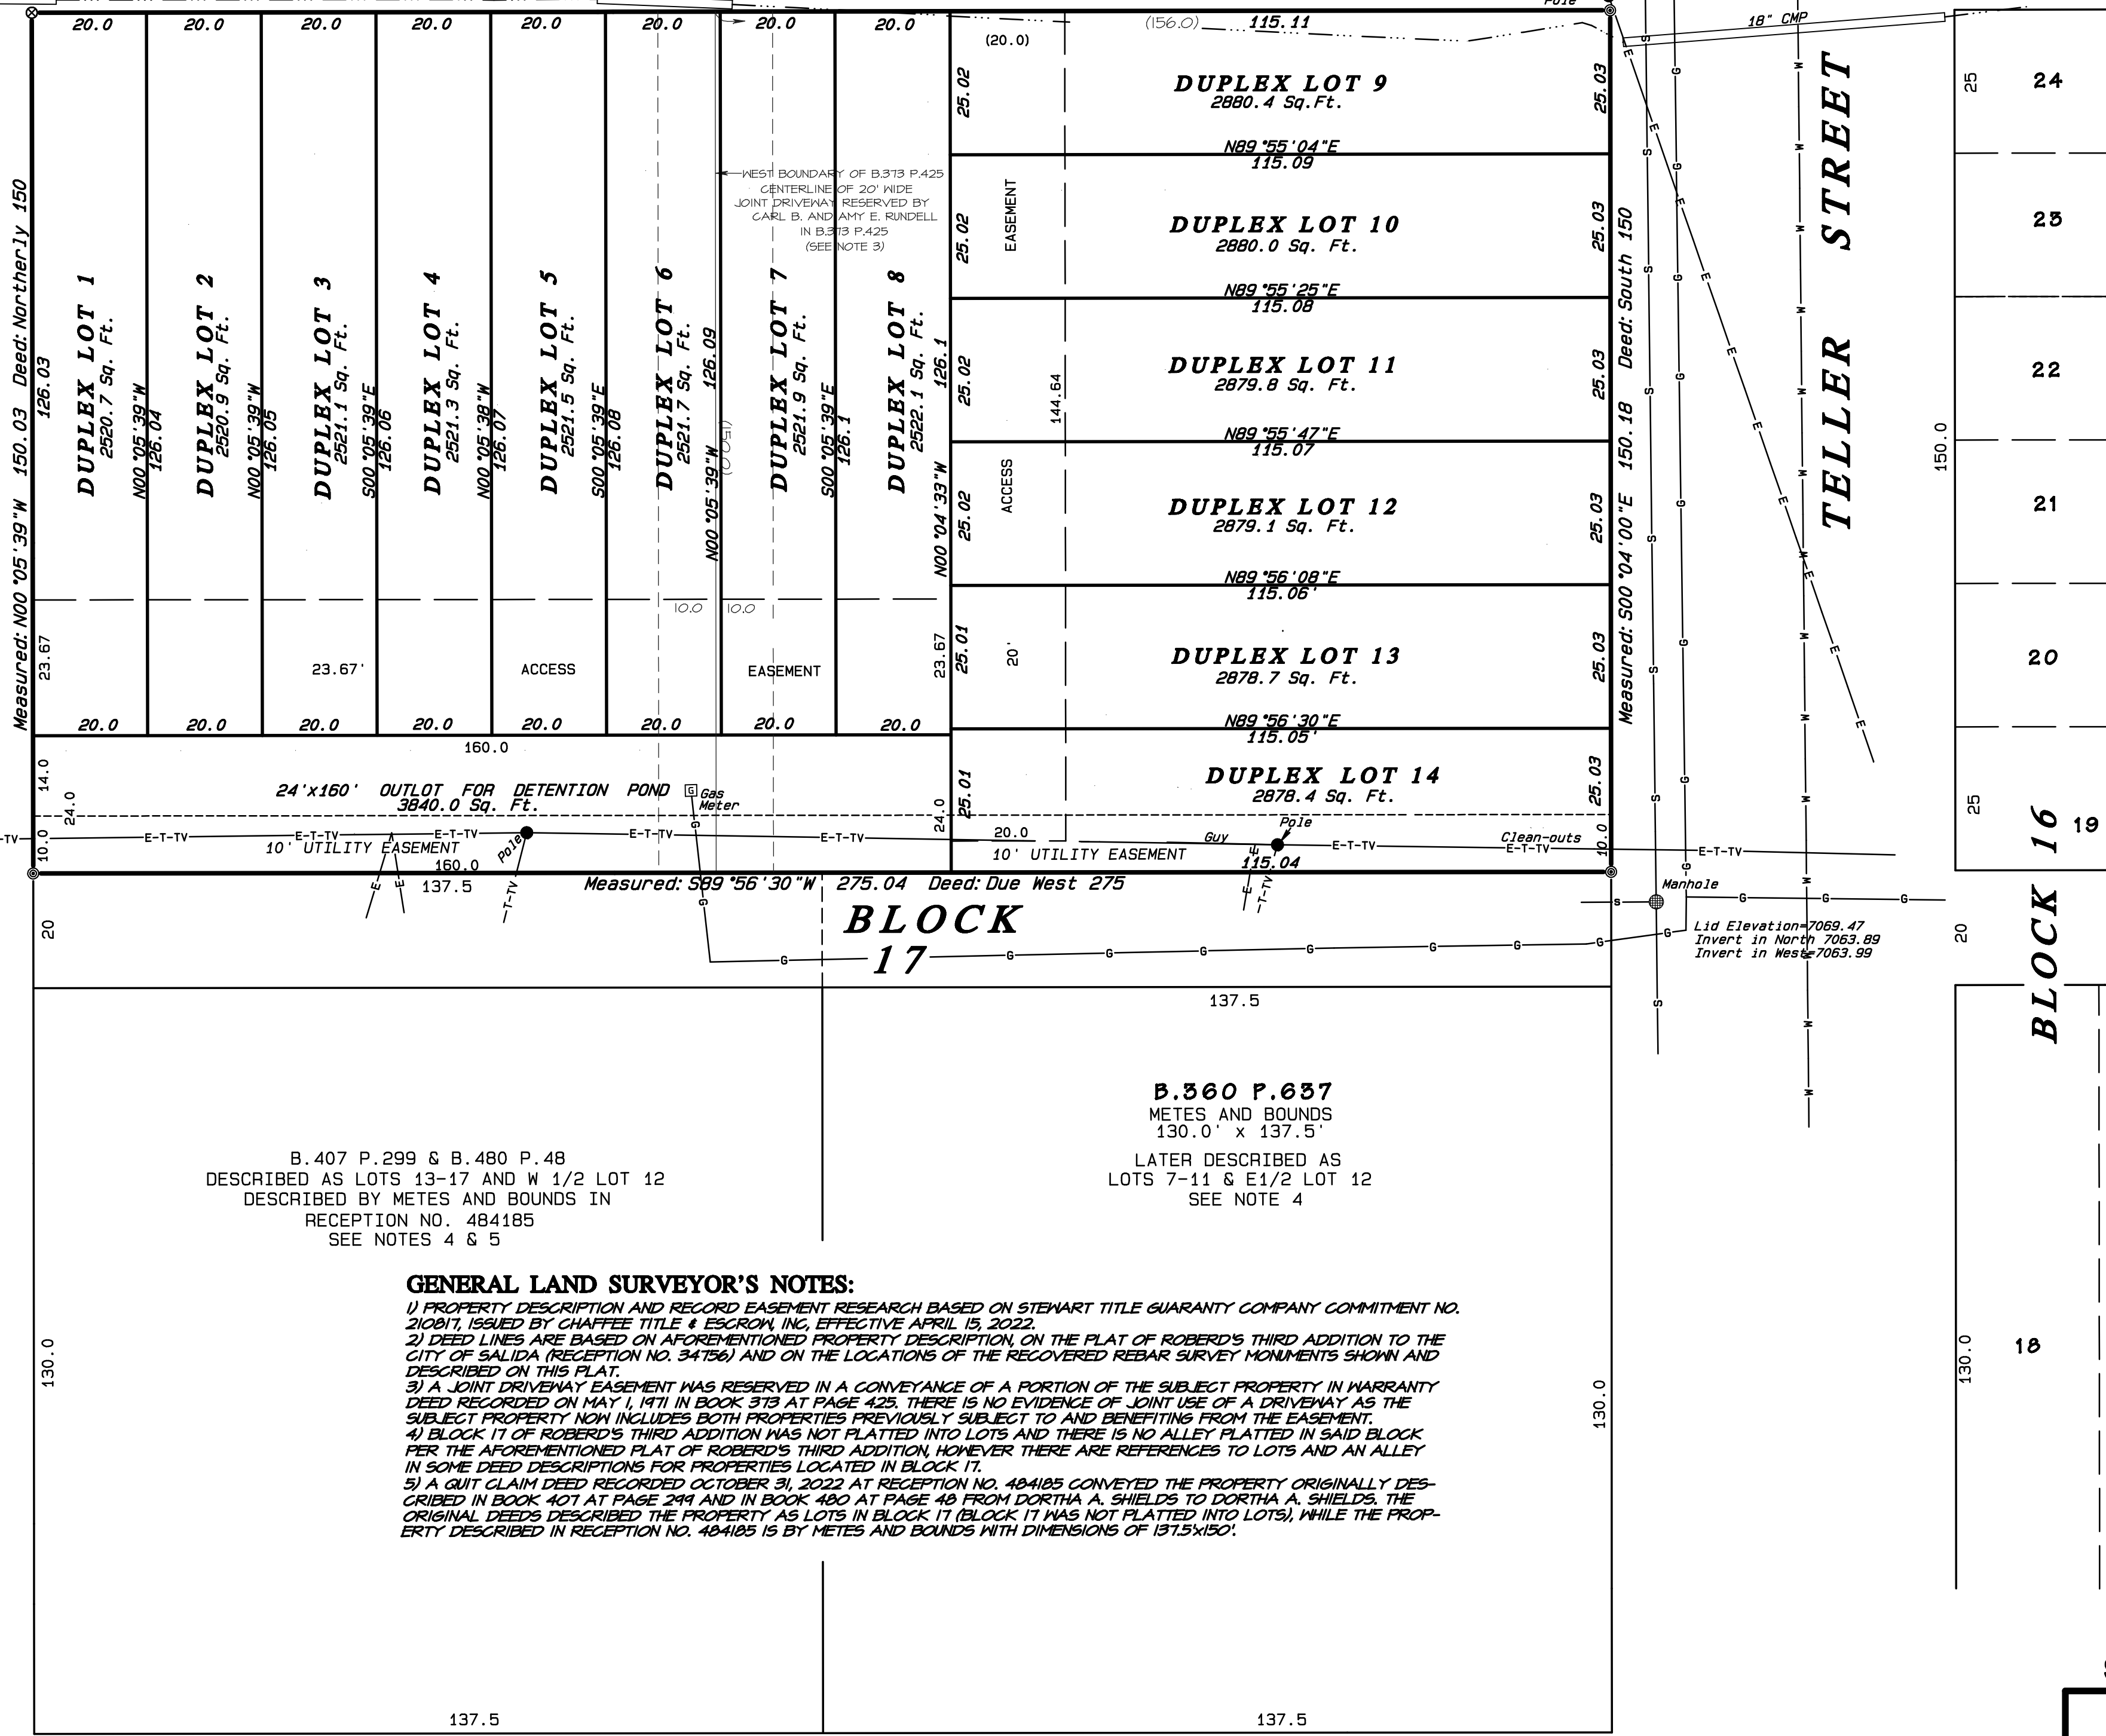 Pole
20.0 20.0 20.0 20.0 20.0 20.0 20.0 20.0
(156.0) 115.11
18" CMP
(20.0)
Measured: N00°05'39"W 150.03 Deed: Northerly 150
126.03
DUPLEX LOT 1
2520.7 Sq. Ft.
N00°05'39"W
126.04
DUPLEX LOT 2
2520.9 Sq. Ft.
N00°05'39"W
126.05
DUPLEX LOT 3
2521.1 Sq. Ft.
S00°05'39"E
126.06
DUPLEX LOT 4
2521.3 Sq. Ft.
N00°05'38"W
126.07
DUPLEX LOT 5
2521.5 Sq. Ft.
S00°05'39"E
126.08
DUPLEX LOT 6
2521.7 Sq. Ft.
N00°05'39"W 126.09
(150.0)
DUPLEX LOT 7
2521.9 Sq. Ft.
S00°05'39"E
126.1
DUPLEX LOT 8
2522.1 Sq. Ft.
N00°04'33"W 126.1
WEST BOUNDARY OF B.373 P.425
CENTERLINE OF 20' WIDE
JOINT DRIVEWAY RESERVED BY
CARL B. AND AMY E. RUNDELL
IN B.373 P.425
(SEE NOTE 3)
10.0 10.0
23.67
23.67'
ACCESS
EASEMENT
23.67
20.0 20.0 20.0 20.0 20.0 20.0 20.0 20.0
25.02
DUPLEX LOT 9
2880.4 Sq.Ft.
25.03
N89°55'04"E
115.09
EASEMENT
25.02
DUPLEX LOT 10
2880.0 Sq. Ft.
25.03
N89°55'25"E
115.08
25.02
DUPLEX LOT 11
2879.8 Sq. Ft.
25.03
144.64
N89°55'47"E
115.07
ACCESS
25.02
DUPLEX LOT 12
2879.1 Sq. Ft.
25.03
N89°56'08"E
115.06'
25.01
20'
DUPLEX LOT 13
2878.7 Sq. Ft.
25.03
N89°56'30"E
115.05'
25.01
DUPLEX LOT 14
2878.4 Sq. Ft.
25.03
Measured: S00°04'00"E 150.18 Deed: South 150
TELLER STREET
150.0
25
24
23
22
21
20
25
19
BLOCK 16
160.0
14.0
24.0
10.0
24'x160' OUTLOT FOR DETENTION POND
3840.0 Sq. Ft.
G Gas
Meter
24.0
TV E-T-TV E-T-TV E-T-TV E-T-TV E-T-TV
Pole
10' UTILITY EASEMENT
160.0
20.0
10' UTILITY EASEMENT
Guy
Pole
Clean-outs
E-T-TV E-T-TV E-T-TV
10.0
115.04
E E T-TV E T-TV
137.5
Measured: S89°56'30"W 275.04 Deed: Due West 275
Manhole
Lid Elevation=7069.47
Invert in North 7063.89
Invert in West=7063.99
20
20
BLOCK
17
137.5
B.360 P.637
METES AND BOUNDS
130.0' x 137.5'
LATER DESCRIBED AS
LOTS 7-11 & E1/2 LOT 12
SEE NOTE 4
B.407 P.299 & B.480 P.48
DESCRIBED AS LOTS 13-17 AND W 1/2 LOT 12
DESCRIBED BY METES AND BOUNDS IN
RECEPTION NO. 484185
SEE NOTES 4 & 5
130.0
130.0
130.0
18
GENERAL LAND SURVEYOR'S NOTES:
1) PROPERTY DESCRIPTION AND RECORD EASEMENT RESEARCH BASED ON STEWART TITLE GUARANTY COMPANY COMMITMENT NO.
210817, ISSUED BY CHAFFEE TITLE & ESCROW, INC, EFFECTIVE APRIL 15, 2022.
2) DEED LINES ARE BASED ON AFOREMENTIONED PROPERTY DESCRIPTION, ON THE PLAT OF ROBERD'S THIRD ADDITION TO THE
CITY OF SALIDA (RECEPTION NO. 34756) AND ON THE LOCATIONS OF THE RECOVERED REBAR SURVEY MONUMENTS SHOWN AND
DESCRIBED ON THIS PLAT.
3) A JOINT DRIVEWAY EASEMENT WAS RESERVED IN A CONVEYANCE OF A PORTION OF THE SUBJECT PROPERTY IN WARRANTY
DEED RECORDED ON MAY 1, 1971 IN BOOK 373 AT PAGE 425. THERE IS NO EVIDENCE OF JOINT USE OF A DRIVEWAY AS THE
SUBJECT PROPERTY NOW INCLUDES BOTH PROPERTIES PREVIOUSLY SUBJECT TO AND BENEFITING FROM THE EASEMENT.
4) BLOCK 17 OF ROBERD'S THIRD ADDITION WAS NOT PLATTED INTO LOTS AND THERE IS NO ALLEY PLATTED IN SAID BLOCK
PER THE AFOREMENTIONED PLAT OF ROBERD'S THIRD ADDITION, HOWEVER THERE ARE REFERENCES TO LOTS AND AN ALLEY
IN SOME DEED DESCRIPTIONS FOR PROPERTIES LOCATED IN BLOCK 17.
5) A QUIT CLAIM DEED RECORDED OCTOBER 31, 2022 AT RECEPTION NO. 484185 CONVEYED THE PROPERTY ORIGINALLY DES-
CRIBED IN BOOK 407 AT PAGE 299 AND IN BOOK 480 AT PAGE 48 FROM DORTHA A. SHIELDS TO DORTHA A. SHIELDS. THE
ORIGINAL DEEDS DESCRIBED THE PROPERTY AS LOTS IN BLOCK 17 (BLOCK 17 WAS NOT PLATTED INTO LOTS), WHILE THE PROP-
ERTY DESCRIBED IN RECEPTION NO. 484185 IS BY METES AND BOUNDS WITH DIMENSIONS OF 137.5'x150'.
137.5
137.5